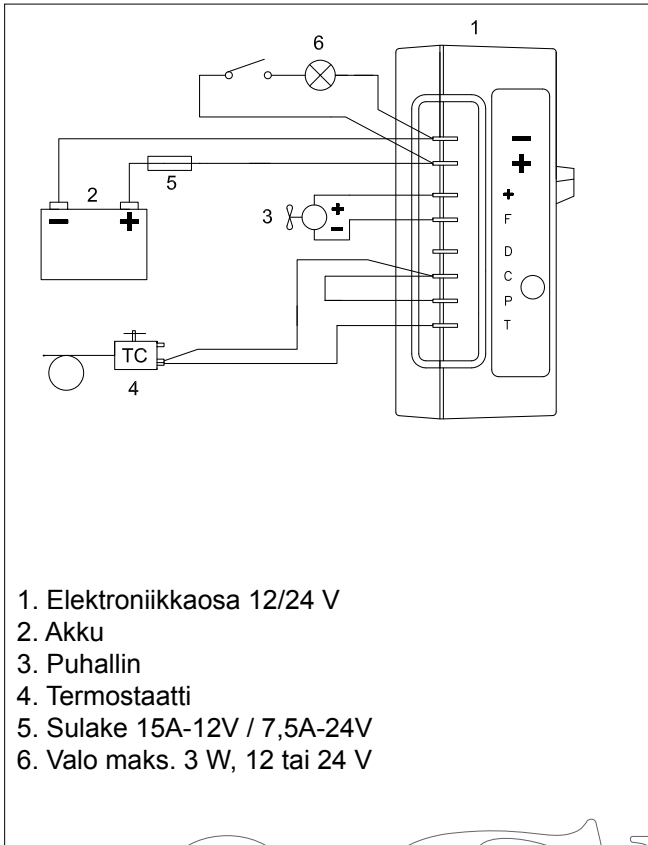 1
6
−
+
5
2
− +
+
3 + −
F
D
C
P
T
TC
4
1. Elektroniikkaosa 12/24 V
2. Akku
3. Puhallin
4. Termostaatti
5. Sulake 15A-12V / 7,5A-24V
6. Valo maks. 3 W, 12 tai 24 V